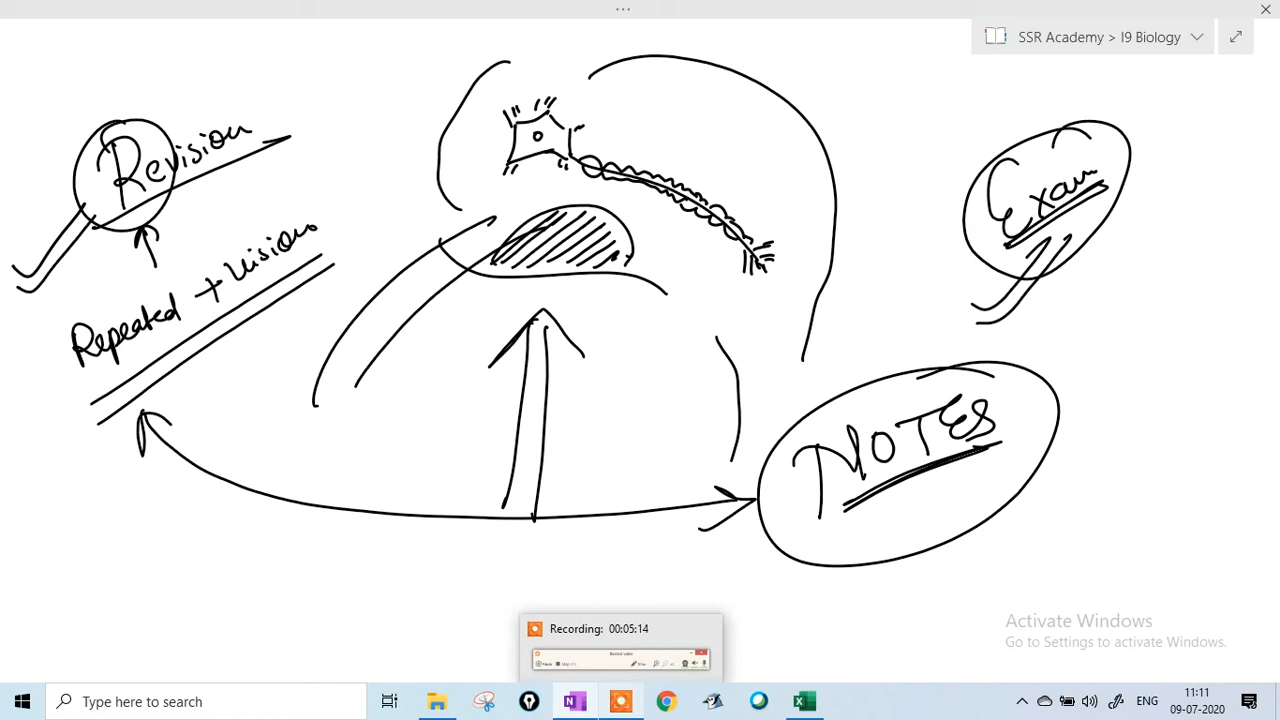 SSR Academy > I9 Biology
Revision
Exam
Repeated + Vision
NOTES
Recording: 00:05:14
Activate Windows
Go to Settings to activate Windows.
Type here to search
ENG
11:11
09-07-2020